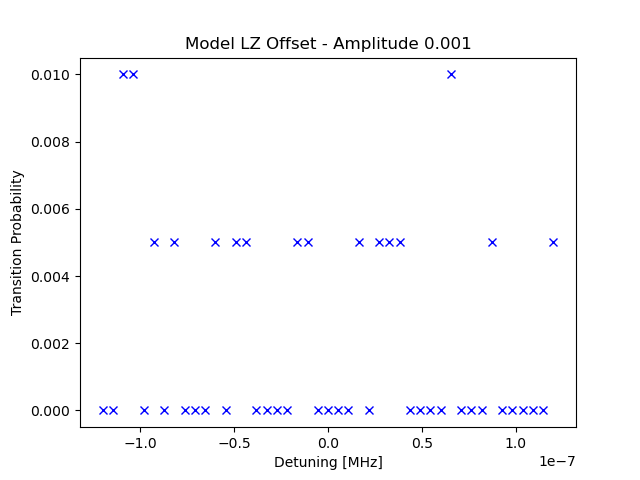 Model LZ Offset - Amplitude 0.001
0.010
0.008
0.006
0.004
0.002
0.000
Transition Probability
−1.0 −0.5 0.0 0.5 1.0
1e−7
Detuning [MHz]